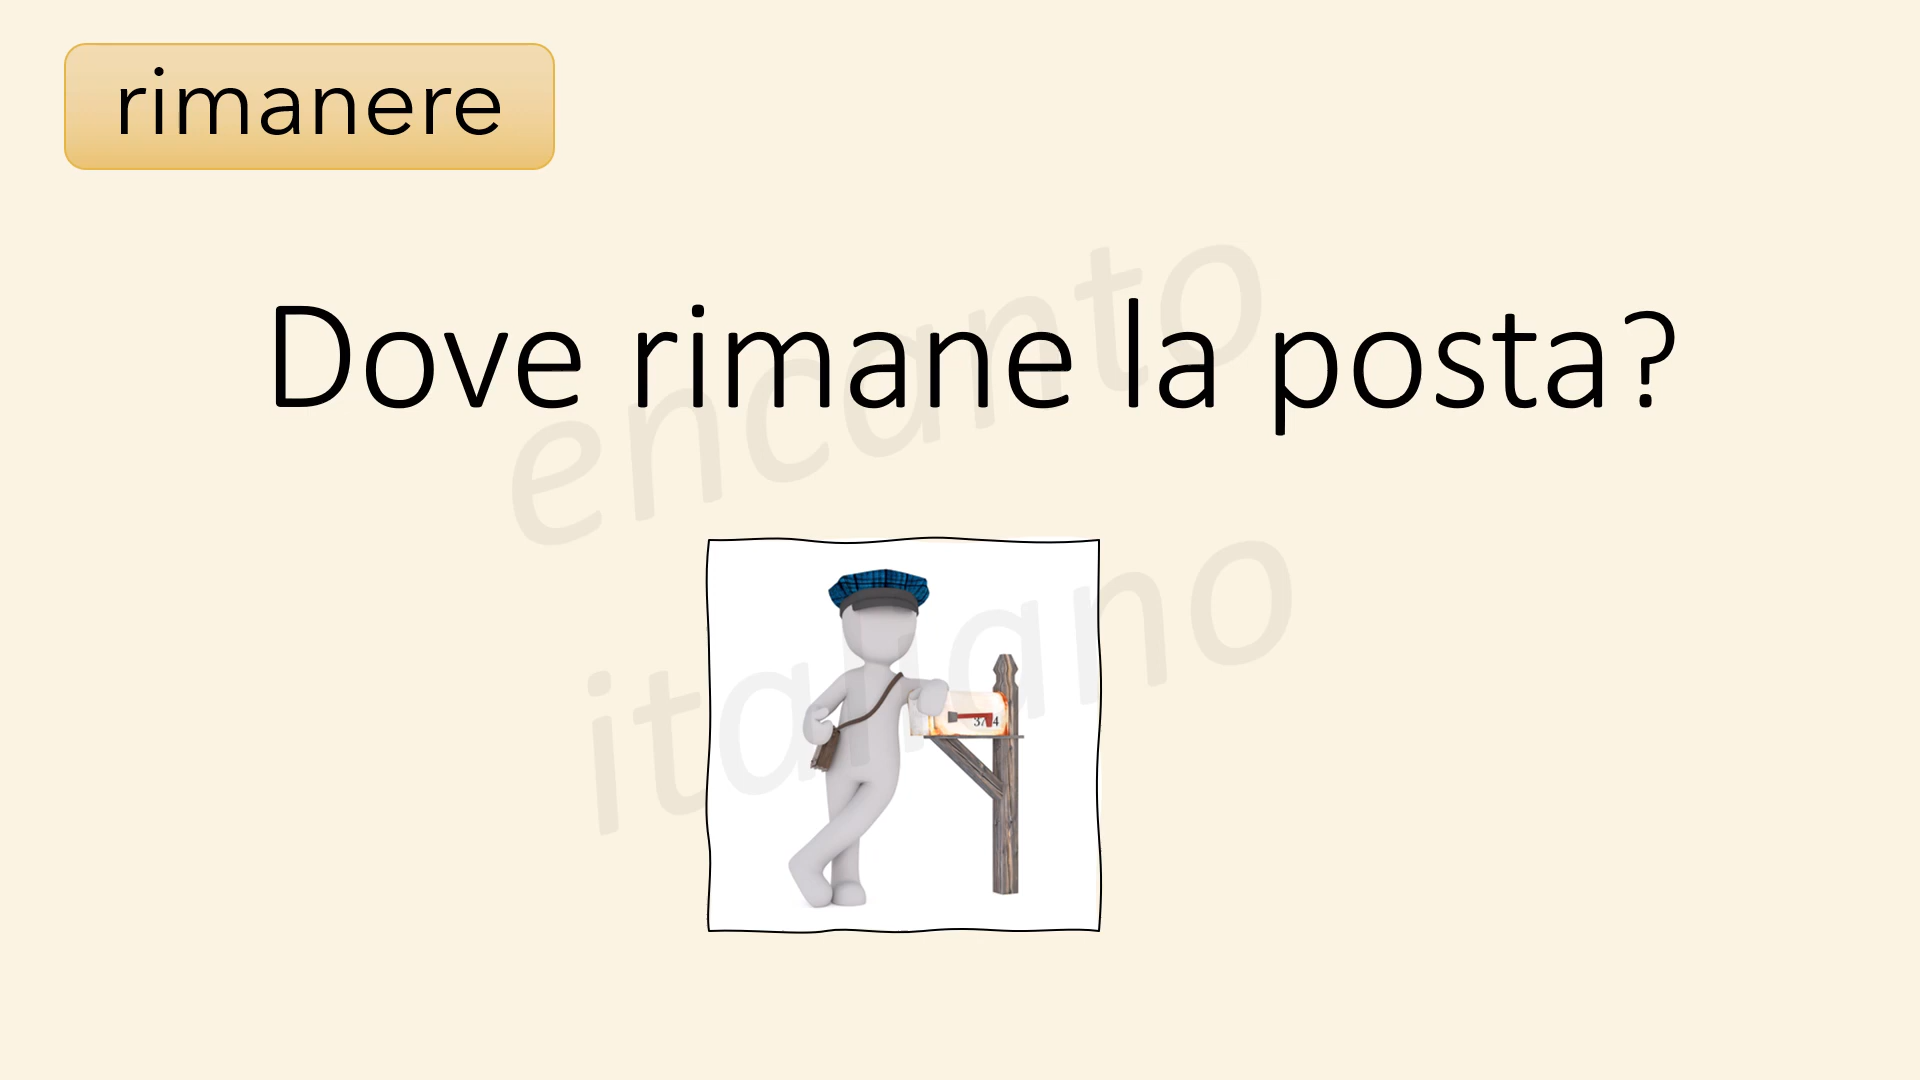 rimanere
Dove rimane la posta?
encanto
italiano